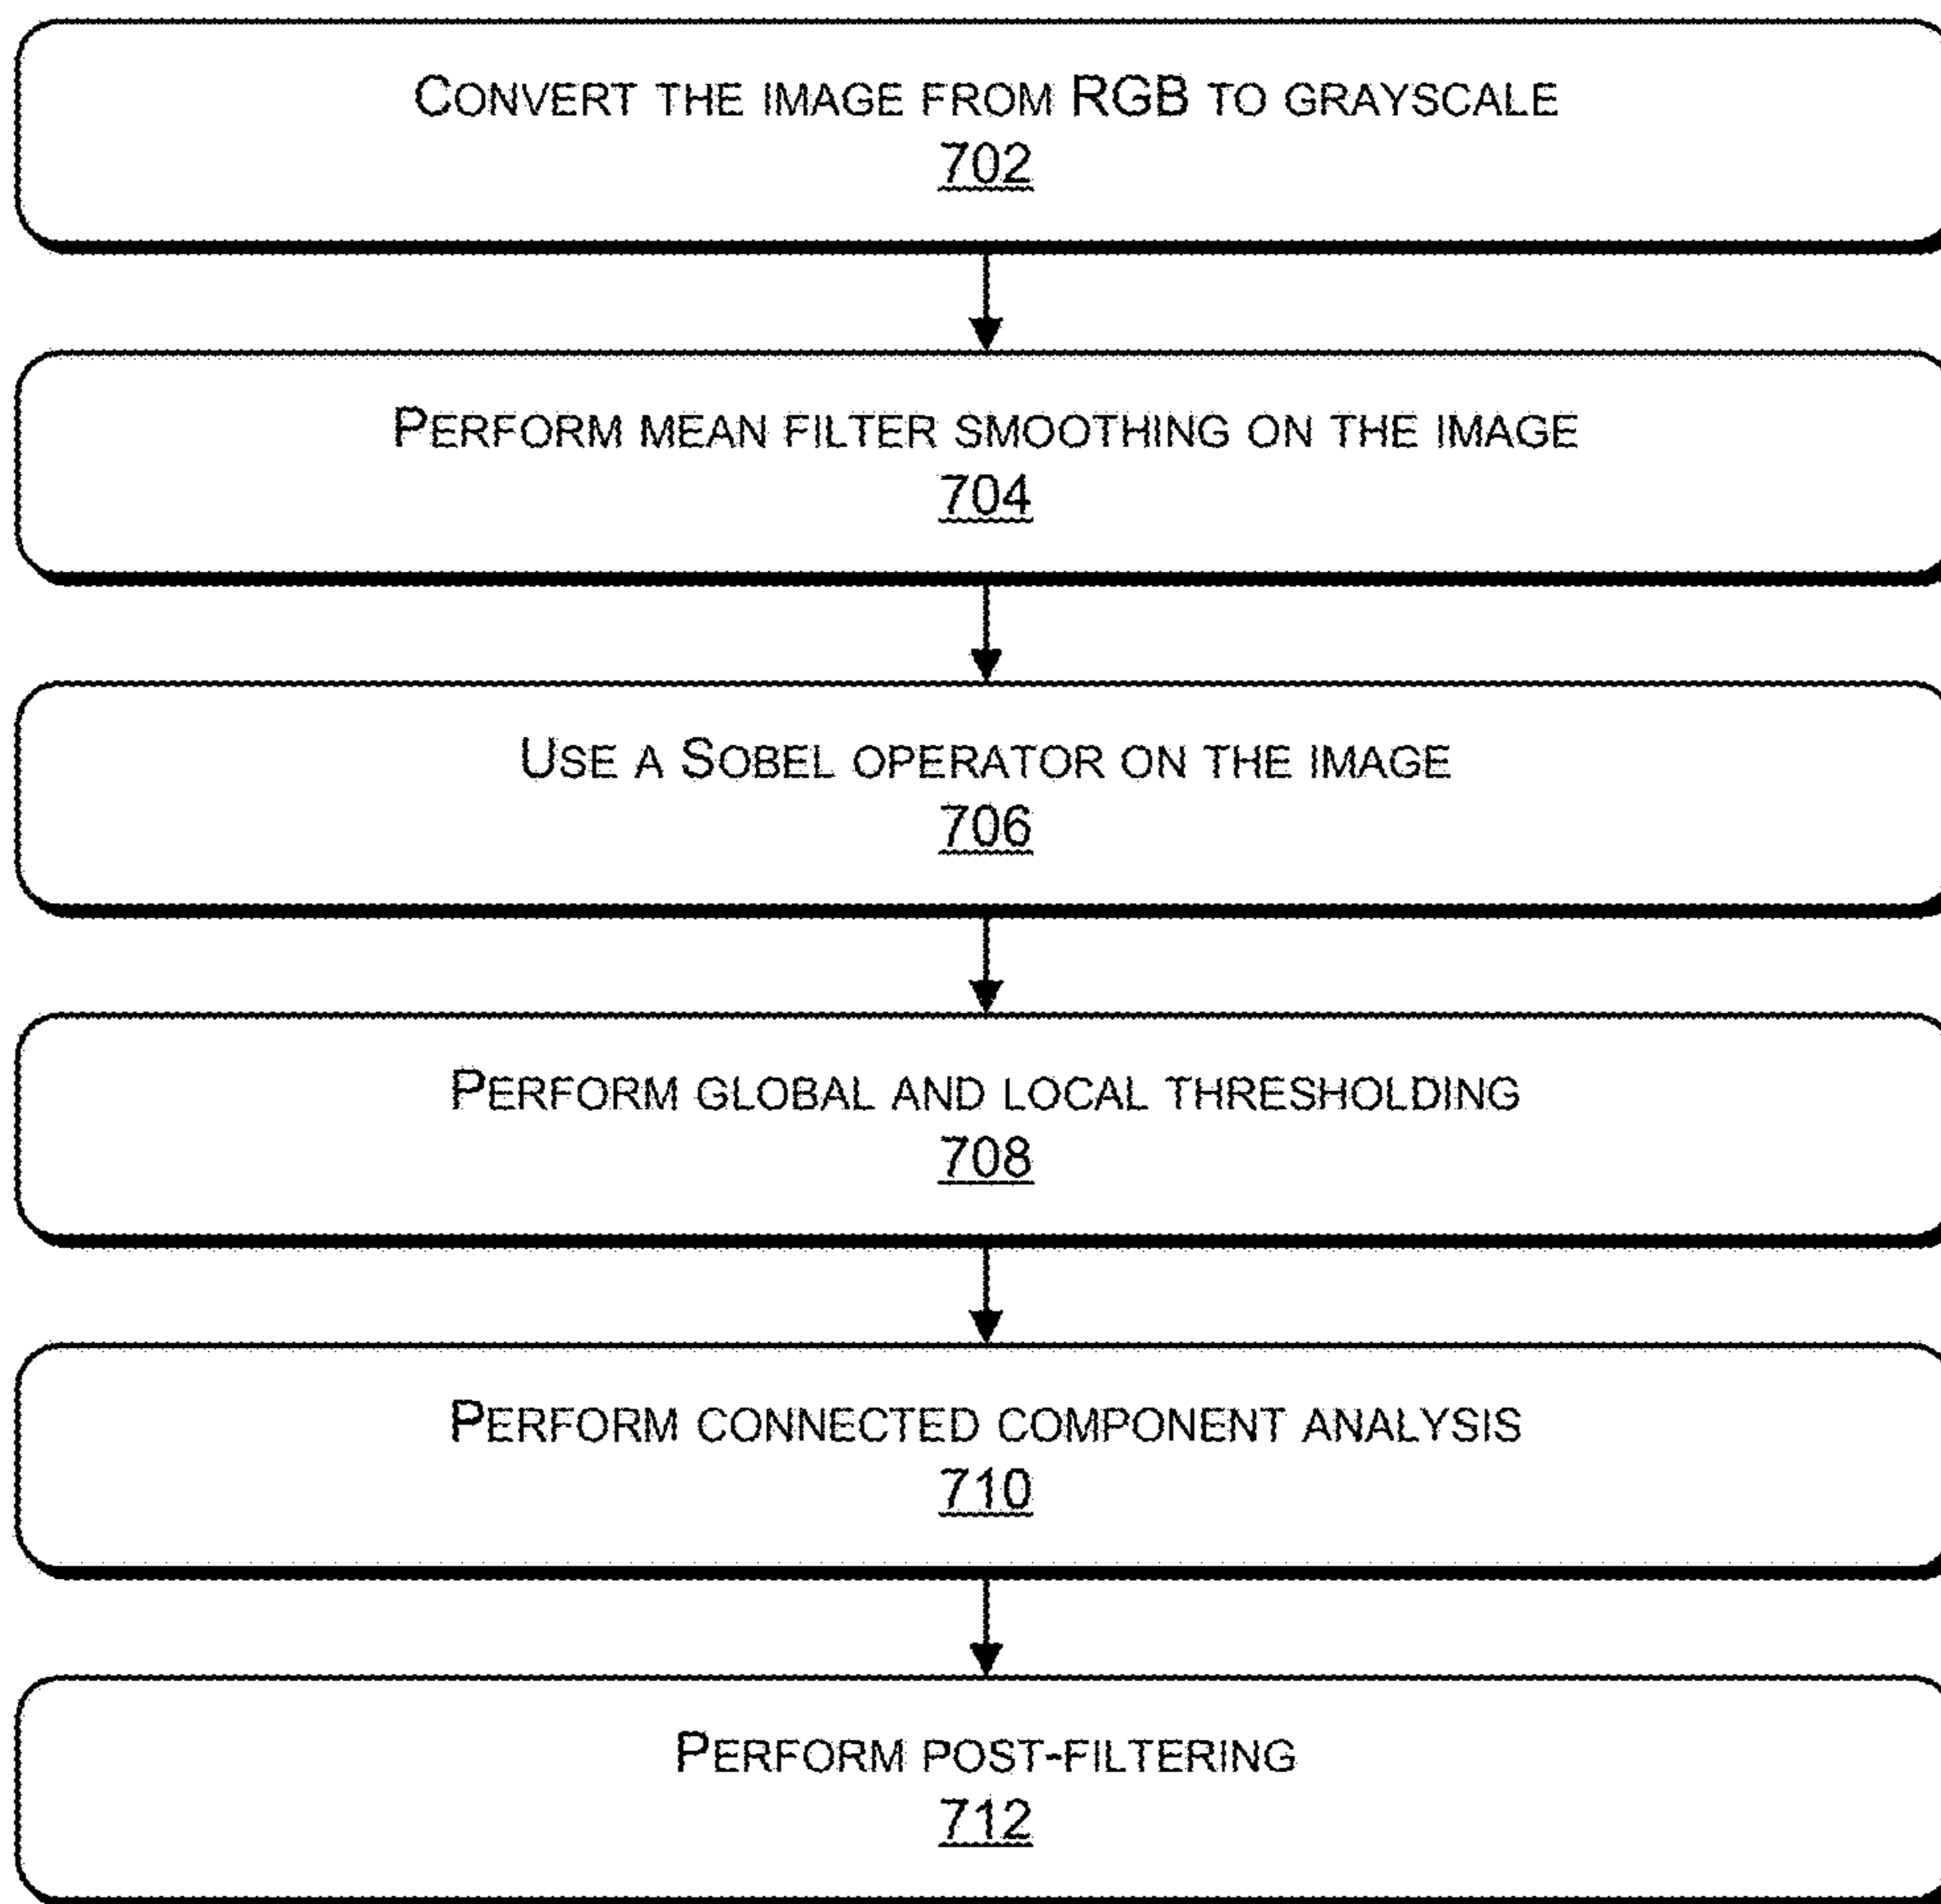 CONVERT THE IMAGE FROM RGB TO GRAYSCALE
702
PERFORM MEAN FILTER SMOOTHING ON THE IMAGE
704
USE A SOBEL OPERATOR ON THE IMAGE
706
PERFORM GLOBAL AND LOCAL THRESHOLDING
708
PERFORM CONNECTED COMPONENT ANALYSIS
710
PERFORM POST-FILTERING
712